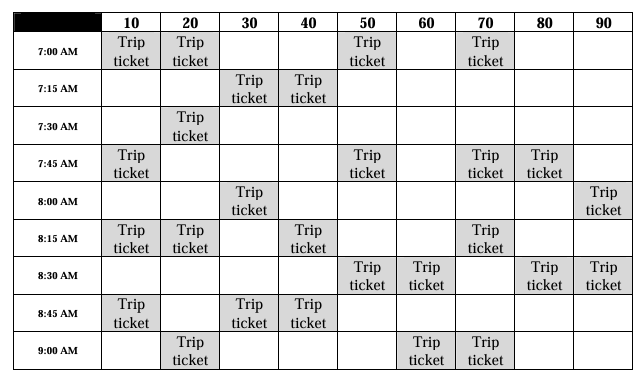 10 20 30 40 50 60 70 80 90
7:00 AM Trip ticket Trip ticket Trip ticket Trip ticket
7:15 AM Trip ticket Trip ticket
7:30 AM Trip ticket
7:45 AM Trip ticket Trip ticket Trip ticket Trip ticket
8:00 AM Trip ticket Trip ticket
8:15 AM Trip ticket Trip ticket Trip ticket Trip ticket
8:30 AM Trip ticket Trip ticket Trip ticket Trip ticket
8:45 AM Trip ticket Trip ticket Trip ticket
9:00 AM Trip ticket Trip ticket Trip ticket